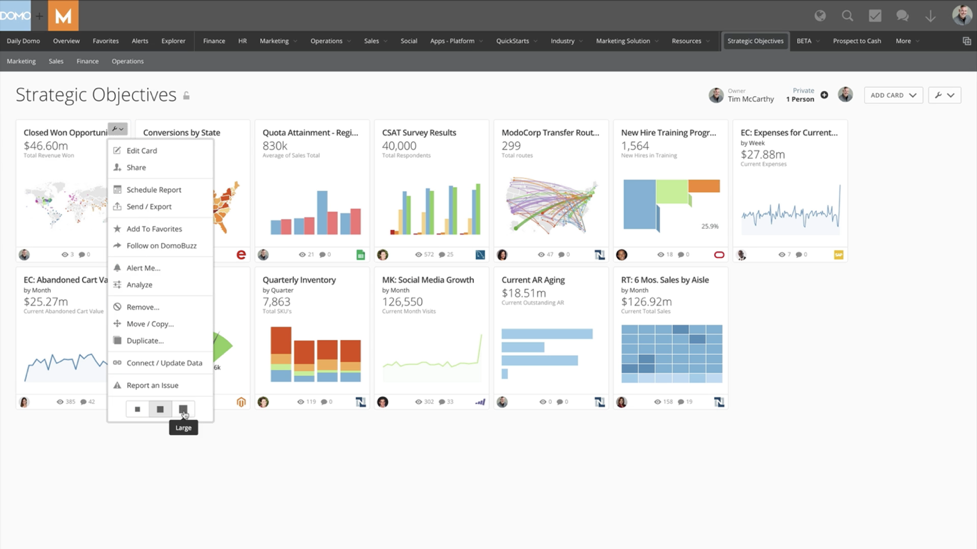 DOMO +
M
Daily Domo Overview Favorites Alerts Explorer Finance HR Marketing Operations Sales Social Apps - Platform QuickStarts Industry Marketing Solution Resources Strategic Objectives BETA Prospect to Cash More
Marketing Sales Finance Operations
Strategic Objectives
Owner
Tim McCarthy
Private
1 Person
ADD CARD
Closed Won Opportuni
$46.60m
Total Revenue Won
3 0
Edit Card
Share
Schedule Report
Send / Export
Add To Favorites
Follow on DomoBuzz
Alert Me...
Analyze
Remove...
Move / Copy...
Duplicate...
Connect / Update Data
Report an Issue
Large
Conversions by State
e
Quota Attainment - Regi...
830k
Average of Sales Total
21 0
CSAT Survey Results
40,000
Total Respondents
572 25
ModoCorp Transfer Rout...
299
Total routes
47 0
N
New Hire Training Progr...
1,564
New Hires in Training
25.9%
18 0
EC: Expenses for Current...
by Week
$27.88m
Current Expenses
7 0
EC: Abandoned Cart Va
by Month
$25.27m
Current Abandoned Cart Value
385 42
6k
Quarterly Inventory
by Quarter
7,863
Total SKU's
119 0
N
MK: Social Media Growth
126,550
Current Month Visits
302 33
Current AR Aging
$18.51m
Current Outstanding AR
0 0
N
RT: 6 Mos. Sales by Aisle
by Month
$126.92m
Current Total Sales
158 19
N